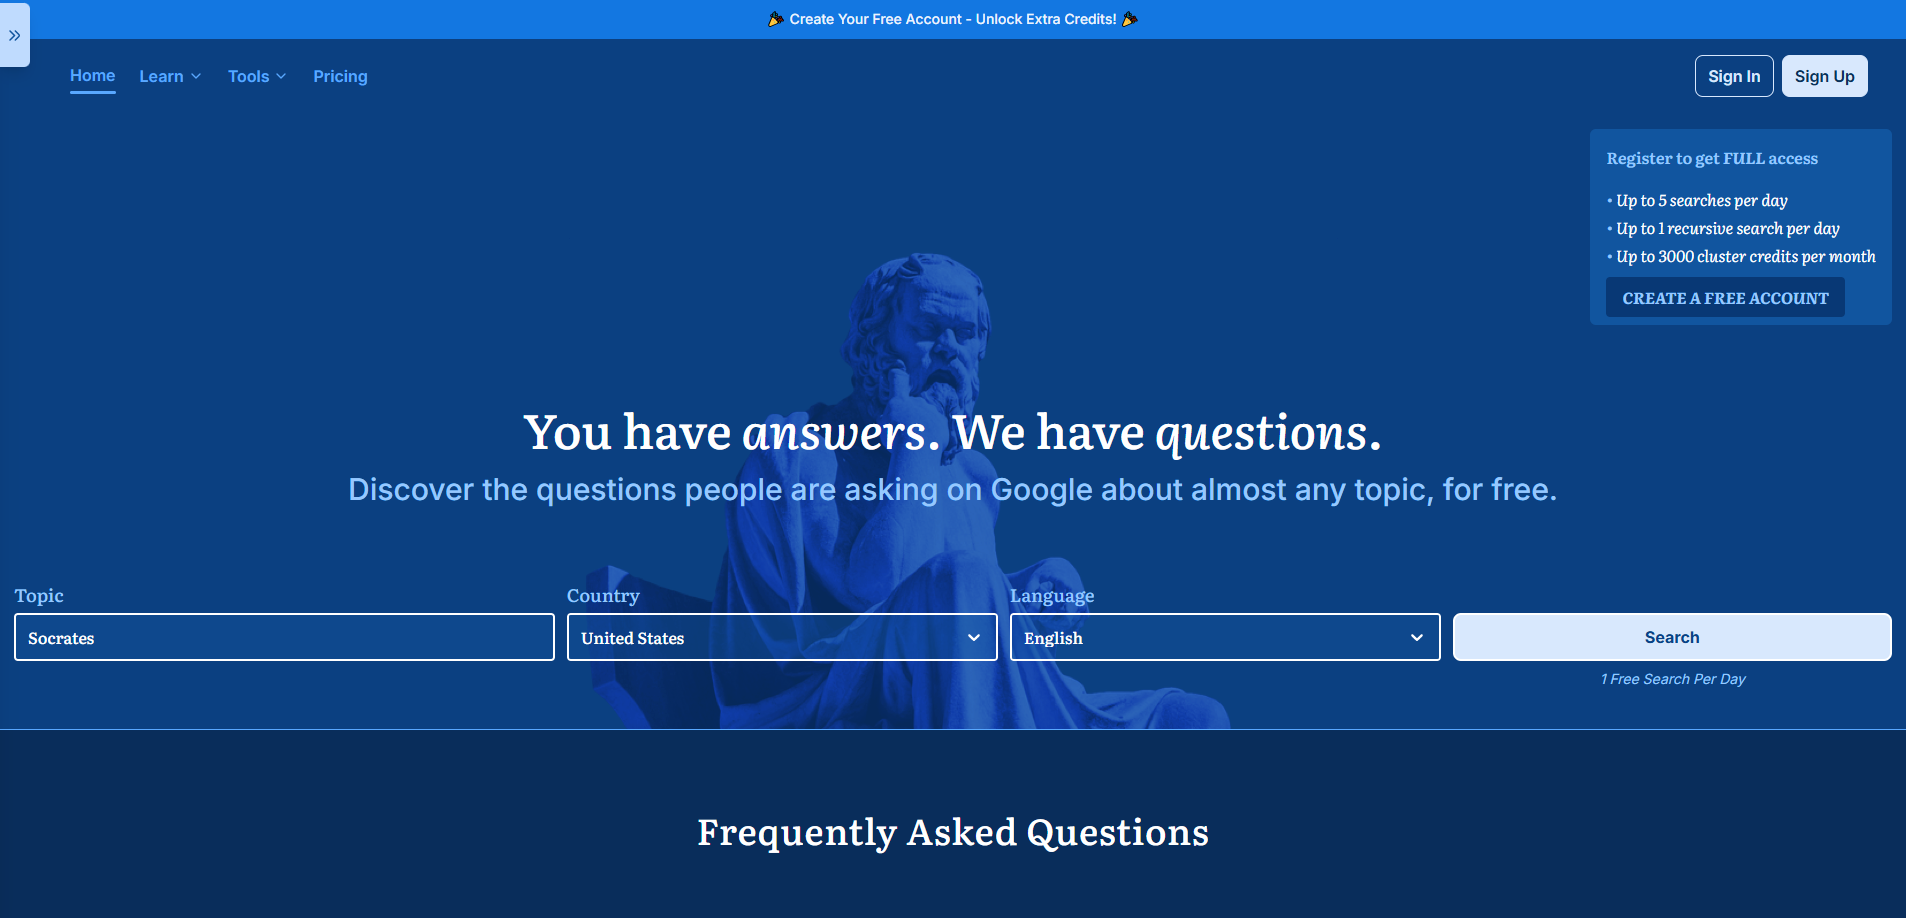 Create Your Free Account - Unlock Extra Credits!
Home Learn Tools Pricing
Sign In Sign Up
Register to get FULL access
• Up to 5 searches per day
• Up to 1 recursive search per day
• Up to 3000 cluster credits per month
CREATE A FREE ACCOUNT
You have answers. We have questions.
Discover the questions people are asking on Google about almost any topic, for free.
Topic Country Language
Socrates United States English Search
1 Free Search Per Day
Frequently Asked Questions